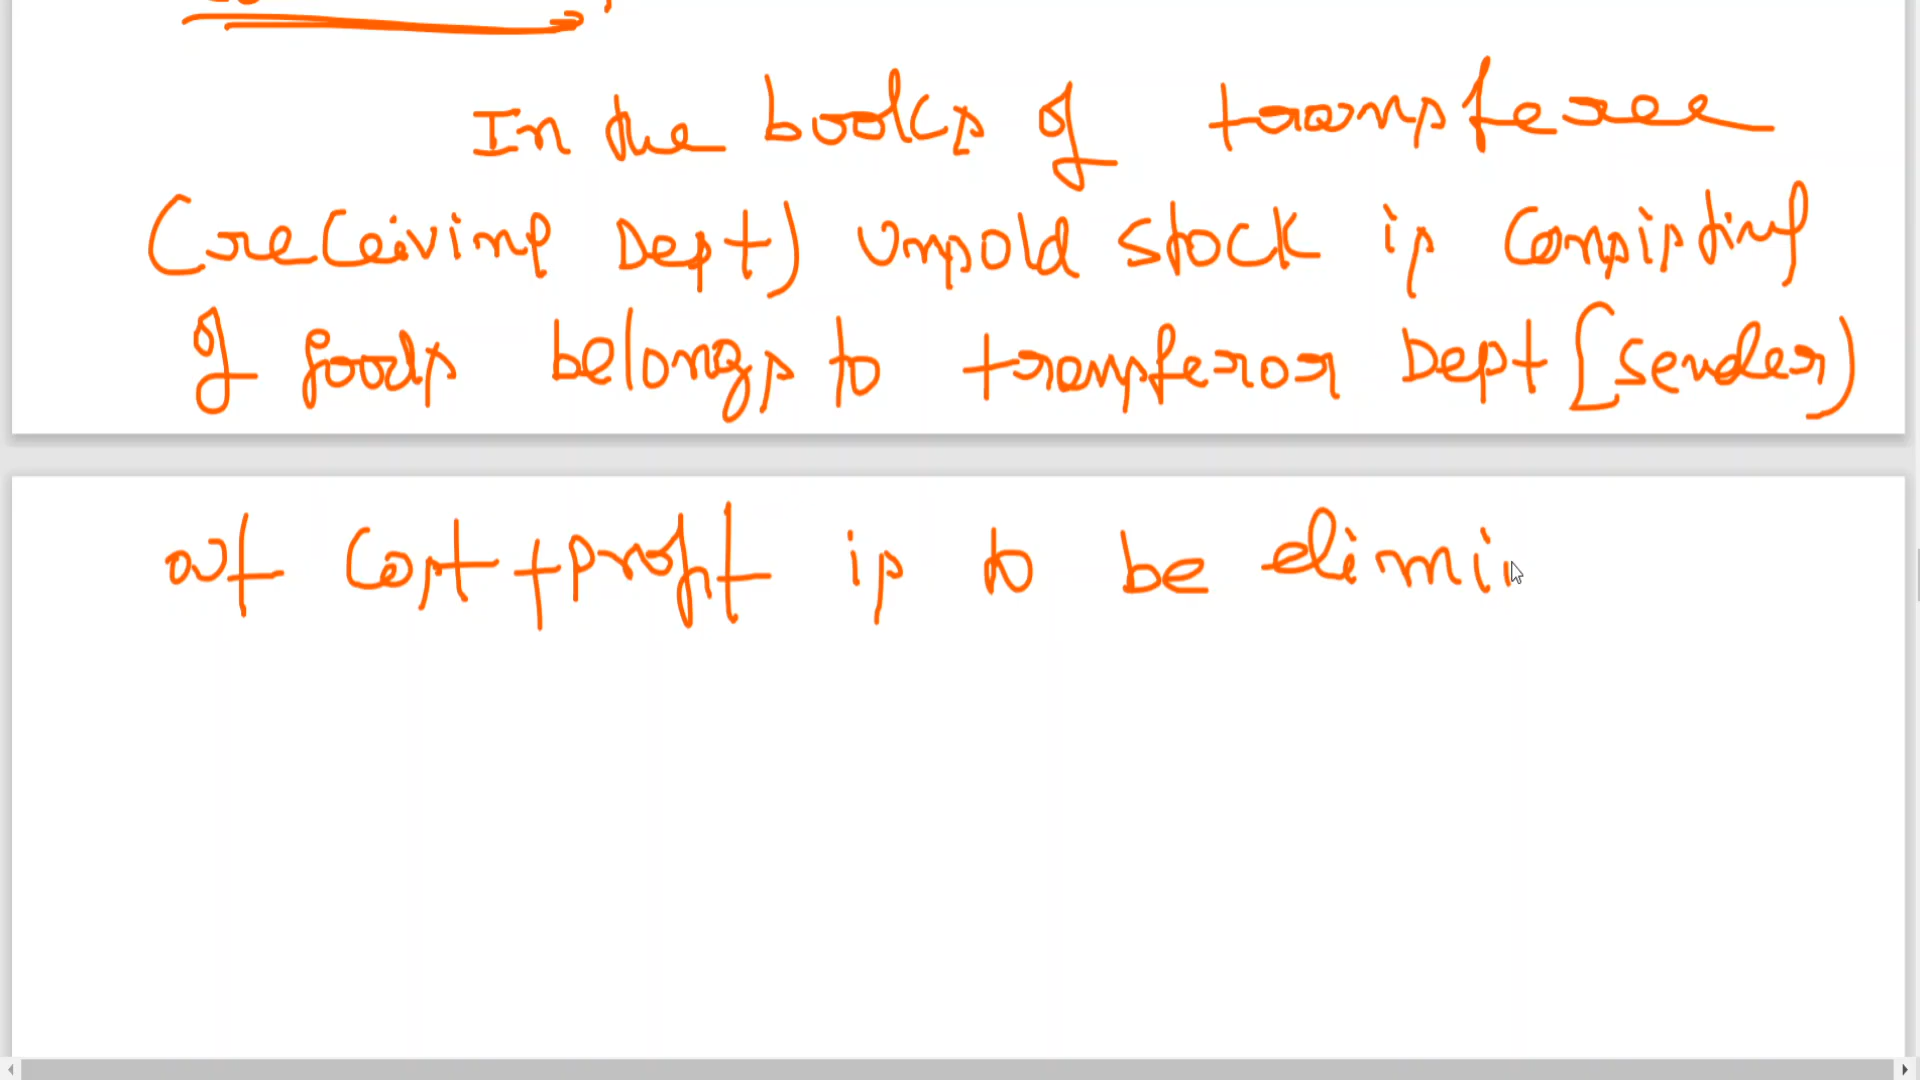 In the books of transferee
(receiving Dept) unsold stock is consisting
of goods belongs to transferor Dept [sender)
at cost +profit is to be elimi